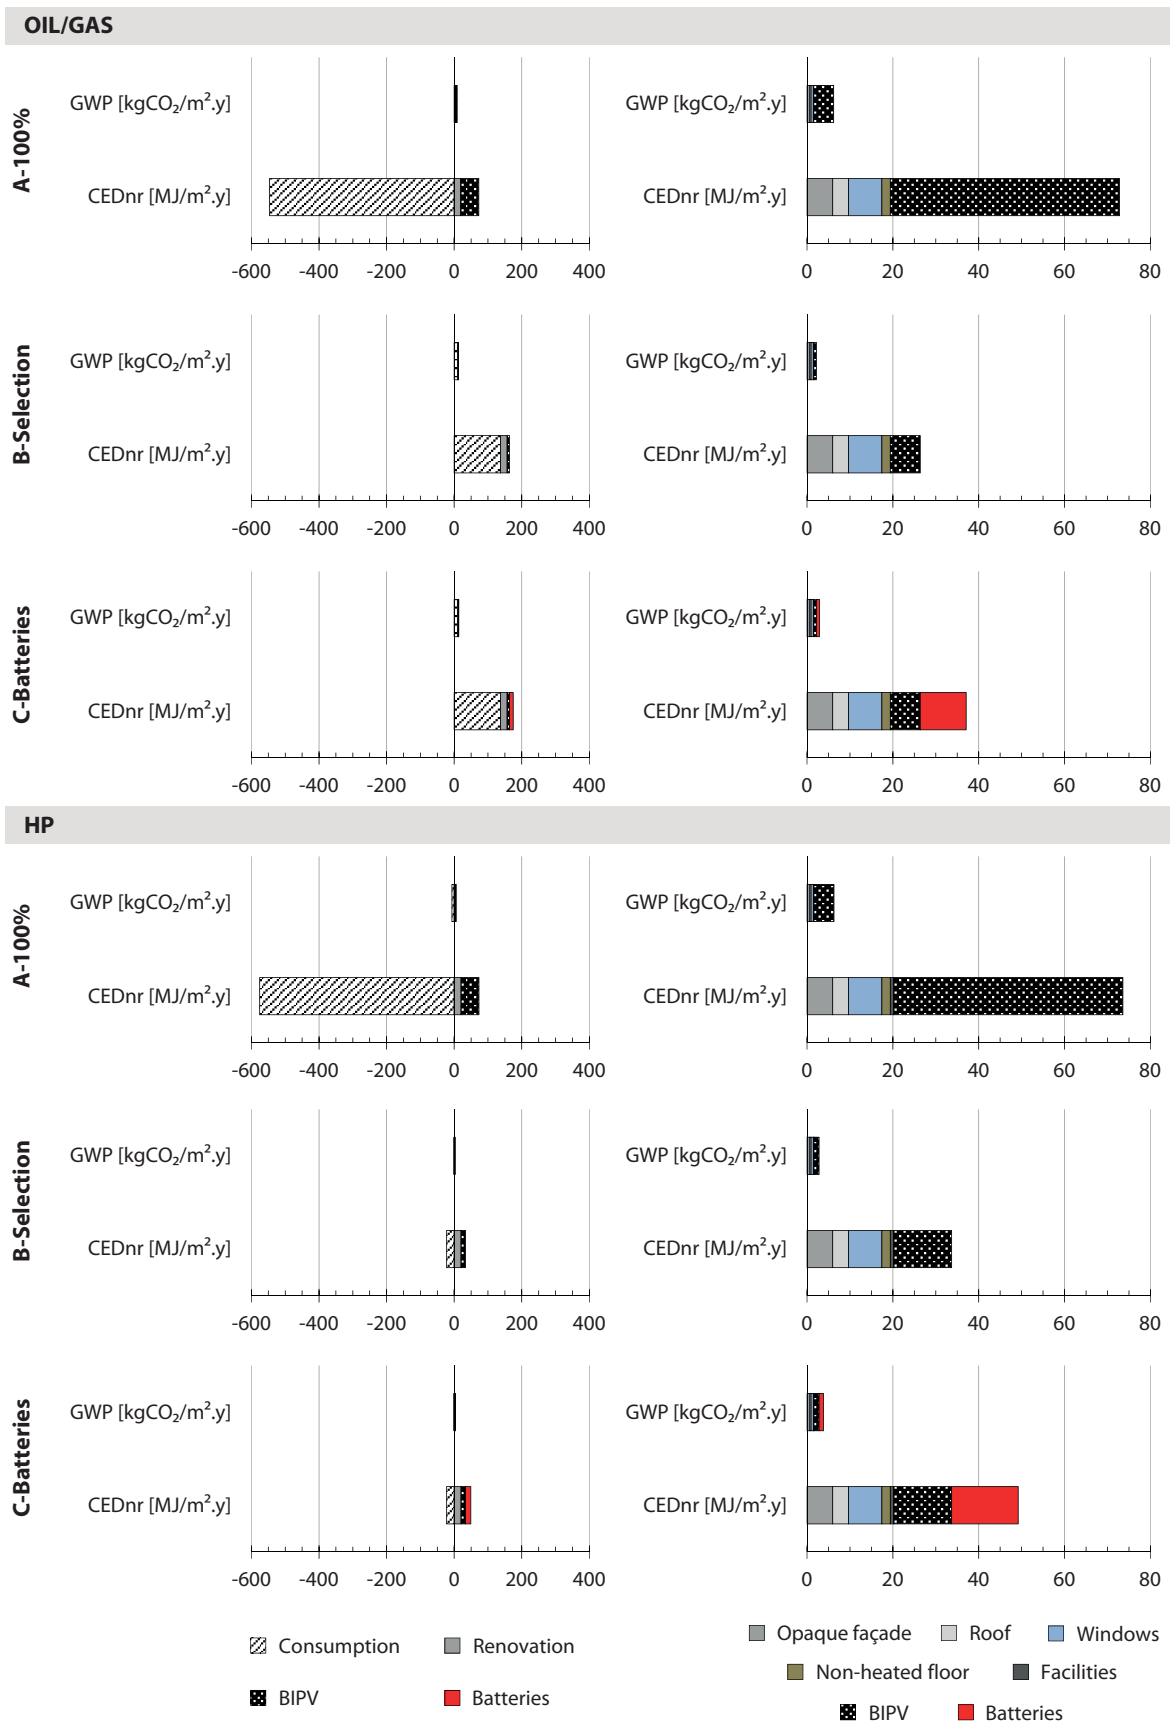 OIL/GAS
A-100%
GWP [kgCO₂/m².y]
GWP [kgCO₂/m².y]
CEDnr [MJ/m².y]
CEDnr [MJ/m².y]
-600 -400 -200 0 200 400
0 20 40 60 80
B-Selection
GWP [kgCO₂/m².y]
GWP [kgCO₂/m².y]
CEDnr [MJ/m².y]
CEDnr [MJ/m².y]
-600 -400 -200 0 200 400
0 20 40 60 80
C-Batteries
GWP [kgCO₂/m².y]
GWP [kgCO₂/m².y]
CEDnr [MJ/m².y]
CEDnr [MJ/m².y]
-600 -400 -200 0 200 400
0 20 40 60 80
HP
A-100%
GWP [kgCO₂/m².y]
GWP [kgCO₂/m².y]
CEDnr [MJ/m².y]
CEDnr [MJ/m².y]
-600 -400 -200 0 200 400
0 20 40 60 80
B-Selection
GWP [kgCO₂/m².y]
GWP [kgCO₂/m².y]
CEDnr [MJ/m².y]
CEDnr [MJ/m².y]
-600 -400 -200 0 200 400
0 20 40 60 80
C-Batteries
GWP [kgCO₂/m².y]
GWP [kgCO₂/m².y]
CEDnr [MJ/m².y]
CEDnr [MJ/m².y]
-600 -400 -200 0 200 400
0 20 40 60 80
Consumption Renovation
BIPV Batteries
Opaque façade Roof Windows
Non-heated floor Facilities
BIPV Batteries